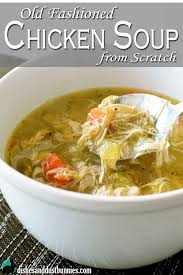 Old Fashioned
CHICKEN SOUP
from Scratch
dishesanddustbunnies.com